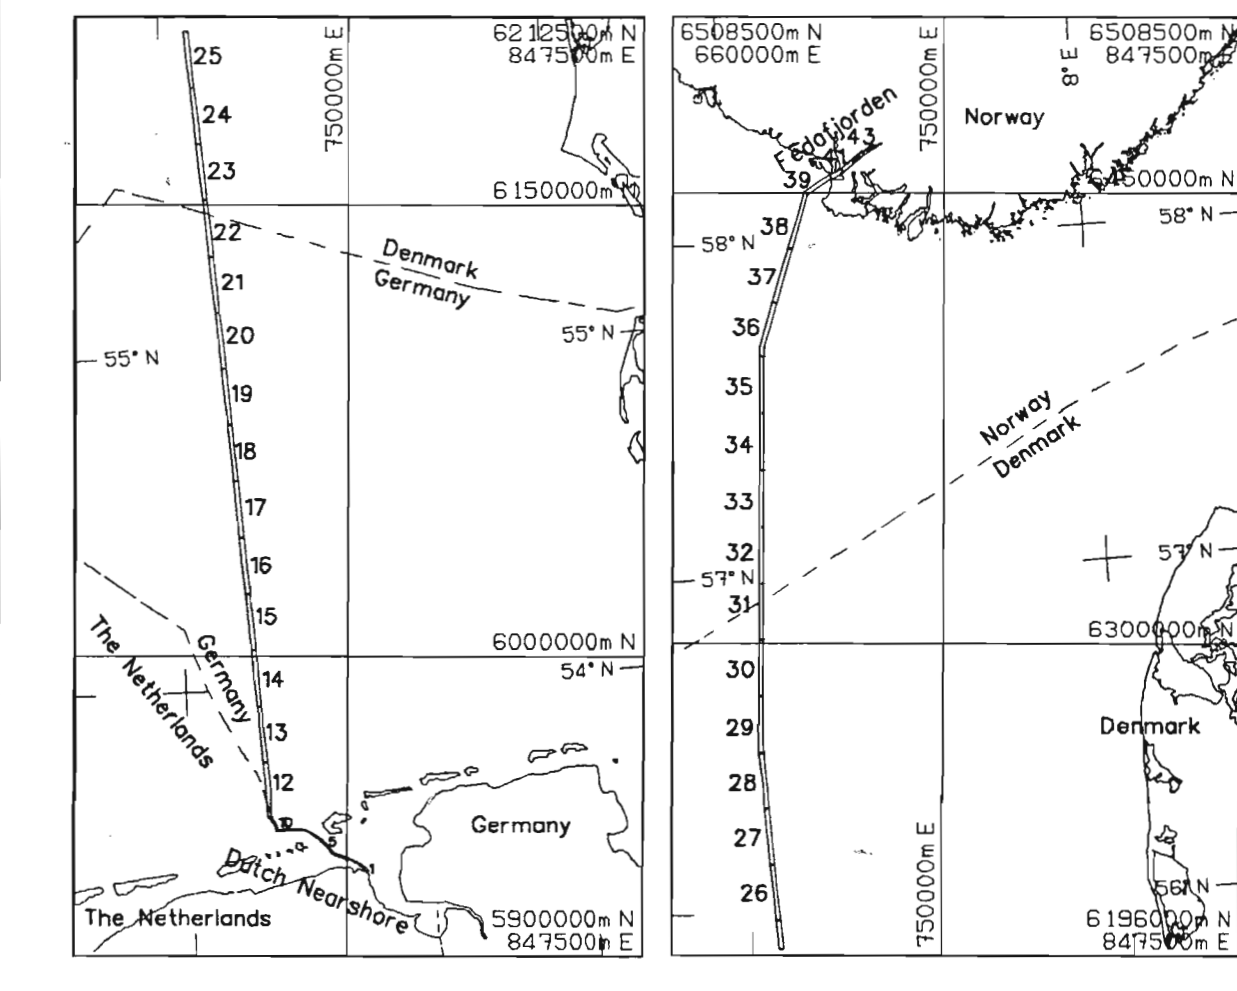 25
24
23
22
21
20
19
18
17
16
15
14
13
12
10
5
1
750000m E
6212500m N
847500m E
6150000m N
Denmark
Germany
55° N
55° N
6000000m N
54° N
The Netherlands
Germany
Germany
Dutch Nearshore
The Netherlands
5900000m N
847500m E
6508500m N
660000m E
750000m E
8° E
6508500m N
847500m E
Norway
Fedafjorden
43
39
6450000m N
38
58° N
58° N
37
36
35
Norway
Denmark
34
33
32
57° N
57° N
31
6300000m N
30
29
Denmark
28
27
750000m E
26
56° N
6196000m N
847500m E